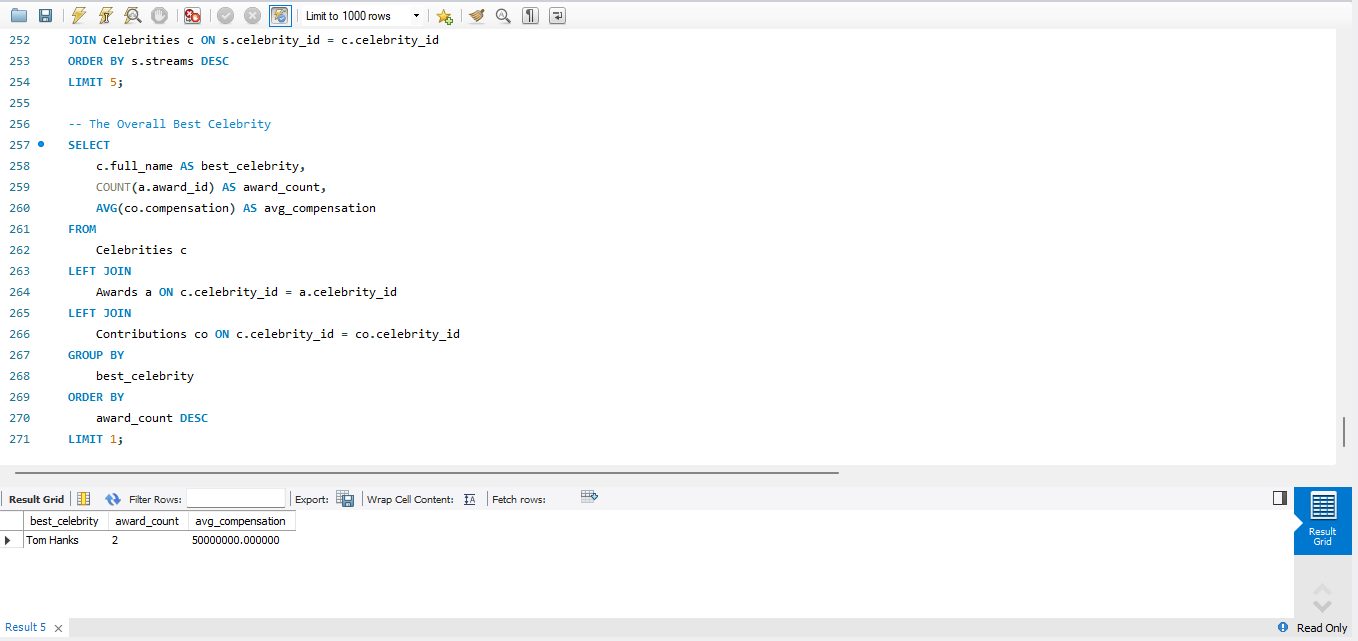 Limit to 1000 rows
252 JOIN Celebrities c ON s.celebrity_id = c.celebrity_id
253 ORDER BY s.streams DESC
254 LIMIT 5;
255
256 -- The Overall Best Celebrity
257 SELECT
258 c.full_name AS best_celebrity,
259 COUNT(a.award_id) AS award_count,
260 AVG(co.compensation) AS avg_compensation
261 FROM
262 Celebrities c
263 LEFT JOIN
264 Awards a ON c.celebrity_id = a.celebrity_id
265 LEFT JOIN
266 Contributions co ON c.celebrity_id = co.celebrity_id
267 GROUP BY
268 best_celebrity
269 ORDER BY
270 award_count DESC
271 LIMIT 1;
Result Grid Filter Rows: Export: Wrap Cell Content: Fetch rows:
best_celebrity award_count avg_compensation
Tom Hanks 2 50000000.000000
Result
Grid
Result 5 Read Only